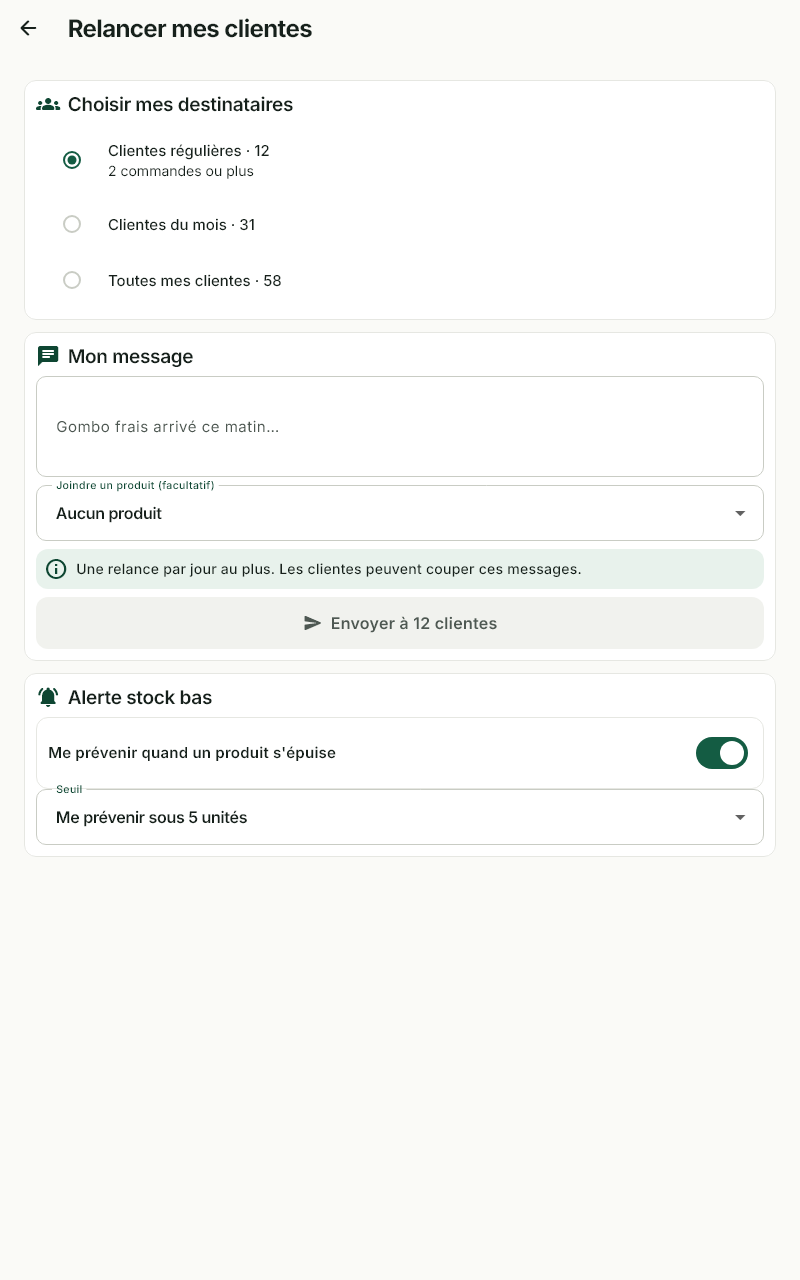 Relancer mes clientes
Choisir mes destinataires
Clientes régulières · 12
2 commandes ou plus
Clientes du mois · 31
Toutes mes clientes · 58
Mon message
Gombo frais arrivé ce matin…
Joindre un produit (facultatif)
Aucun produit
Une relance par jour au plus. Les clientes peuvent couper ces messages.
Envoyer à 12 clientes
Alerte stock bas
Me prévenir quand un produit s'épuise
Seuil
Me prévenir sous 5 unités